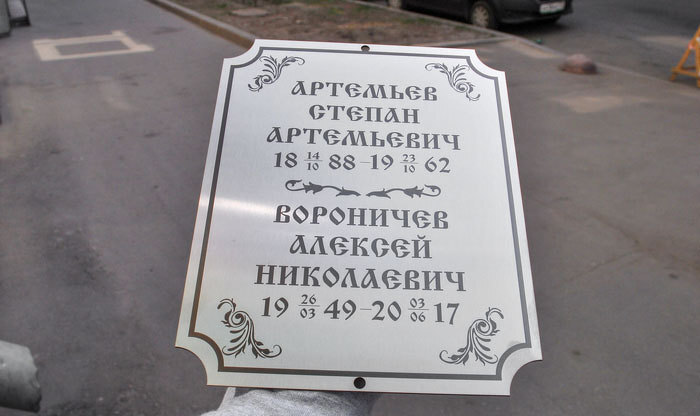 АРТЕМЬЕВ
СТЕПАН
АРТЕМЬЕВИЧ
18 14/10 88–19 23/10 62
ВОРОНИЧЕВ
АЛЕКСЕЙ
НИКОЛАЕВИЧ
19 26/03 49–20 03/06 17